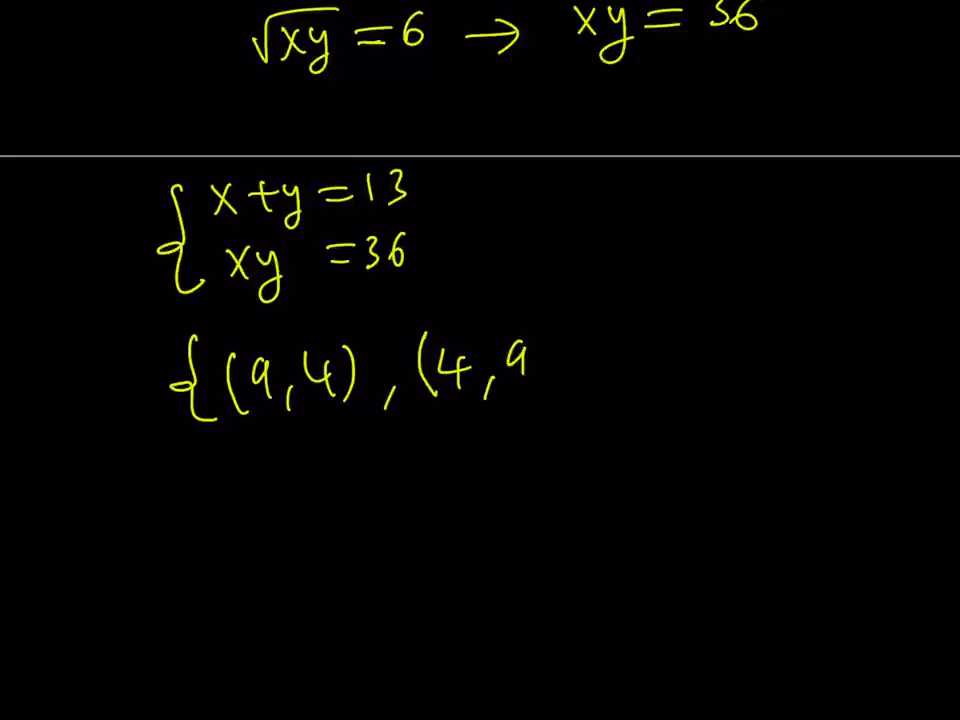 √xy = 6 → xy = 36
{ x + y = 13
xy = 36
{(9,4), (4,9